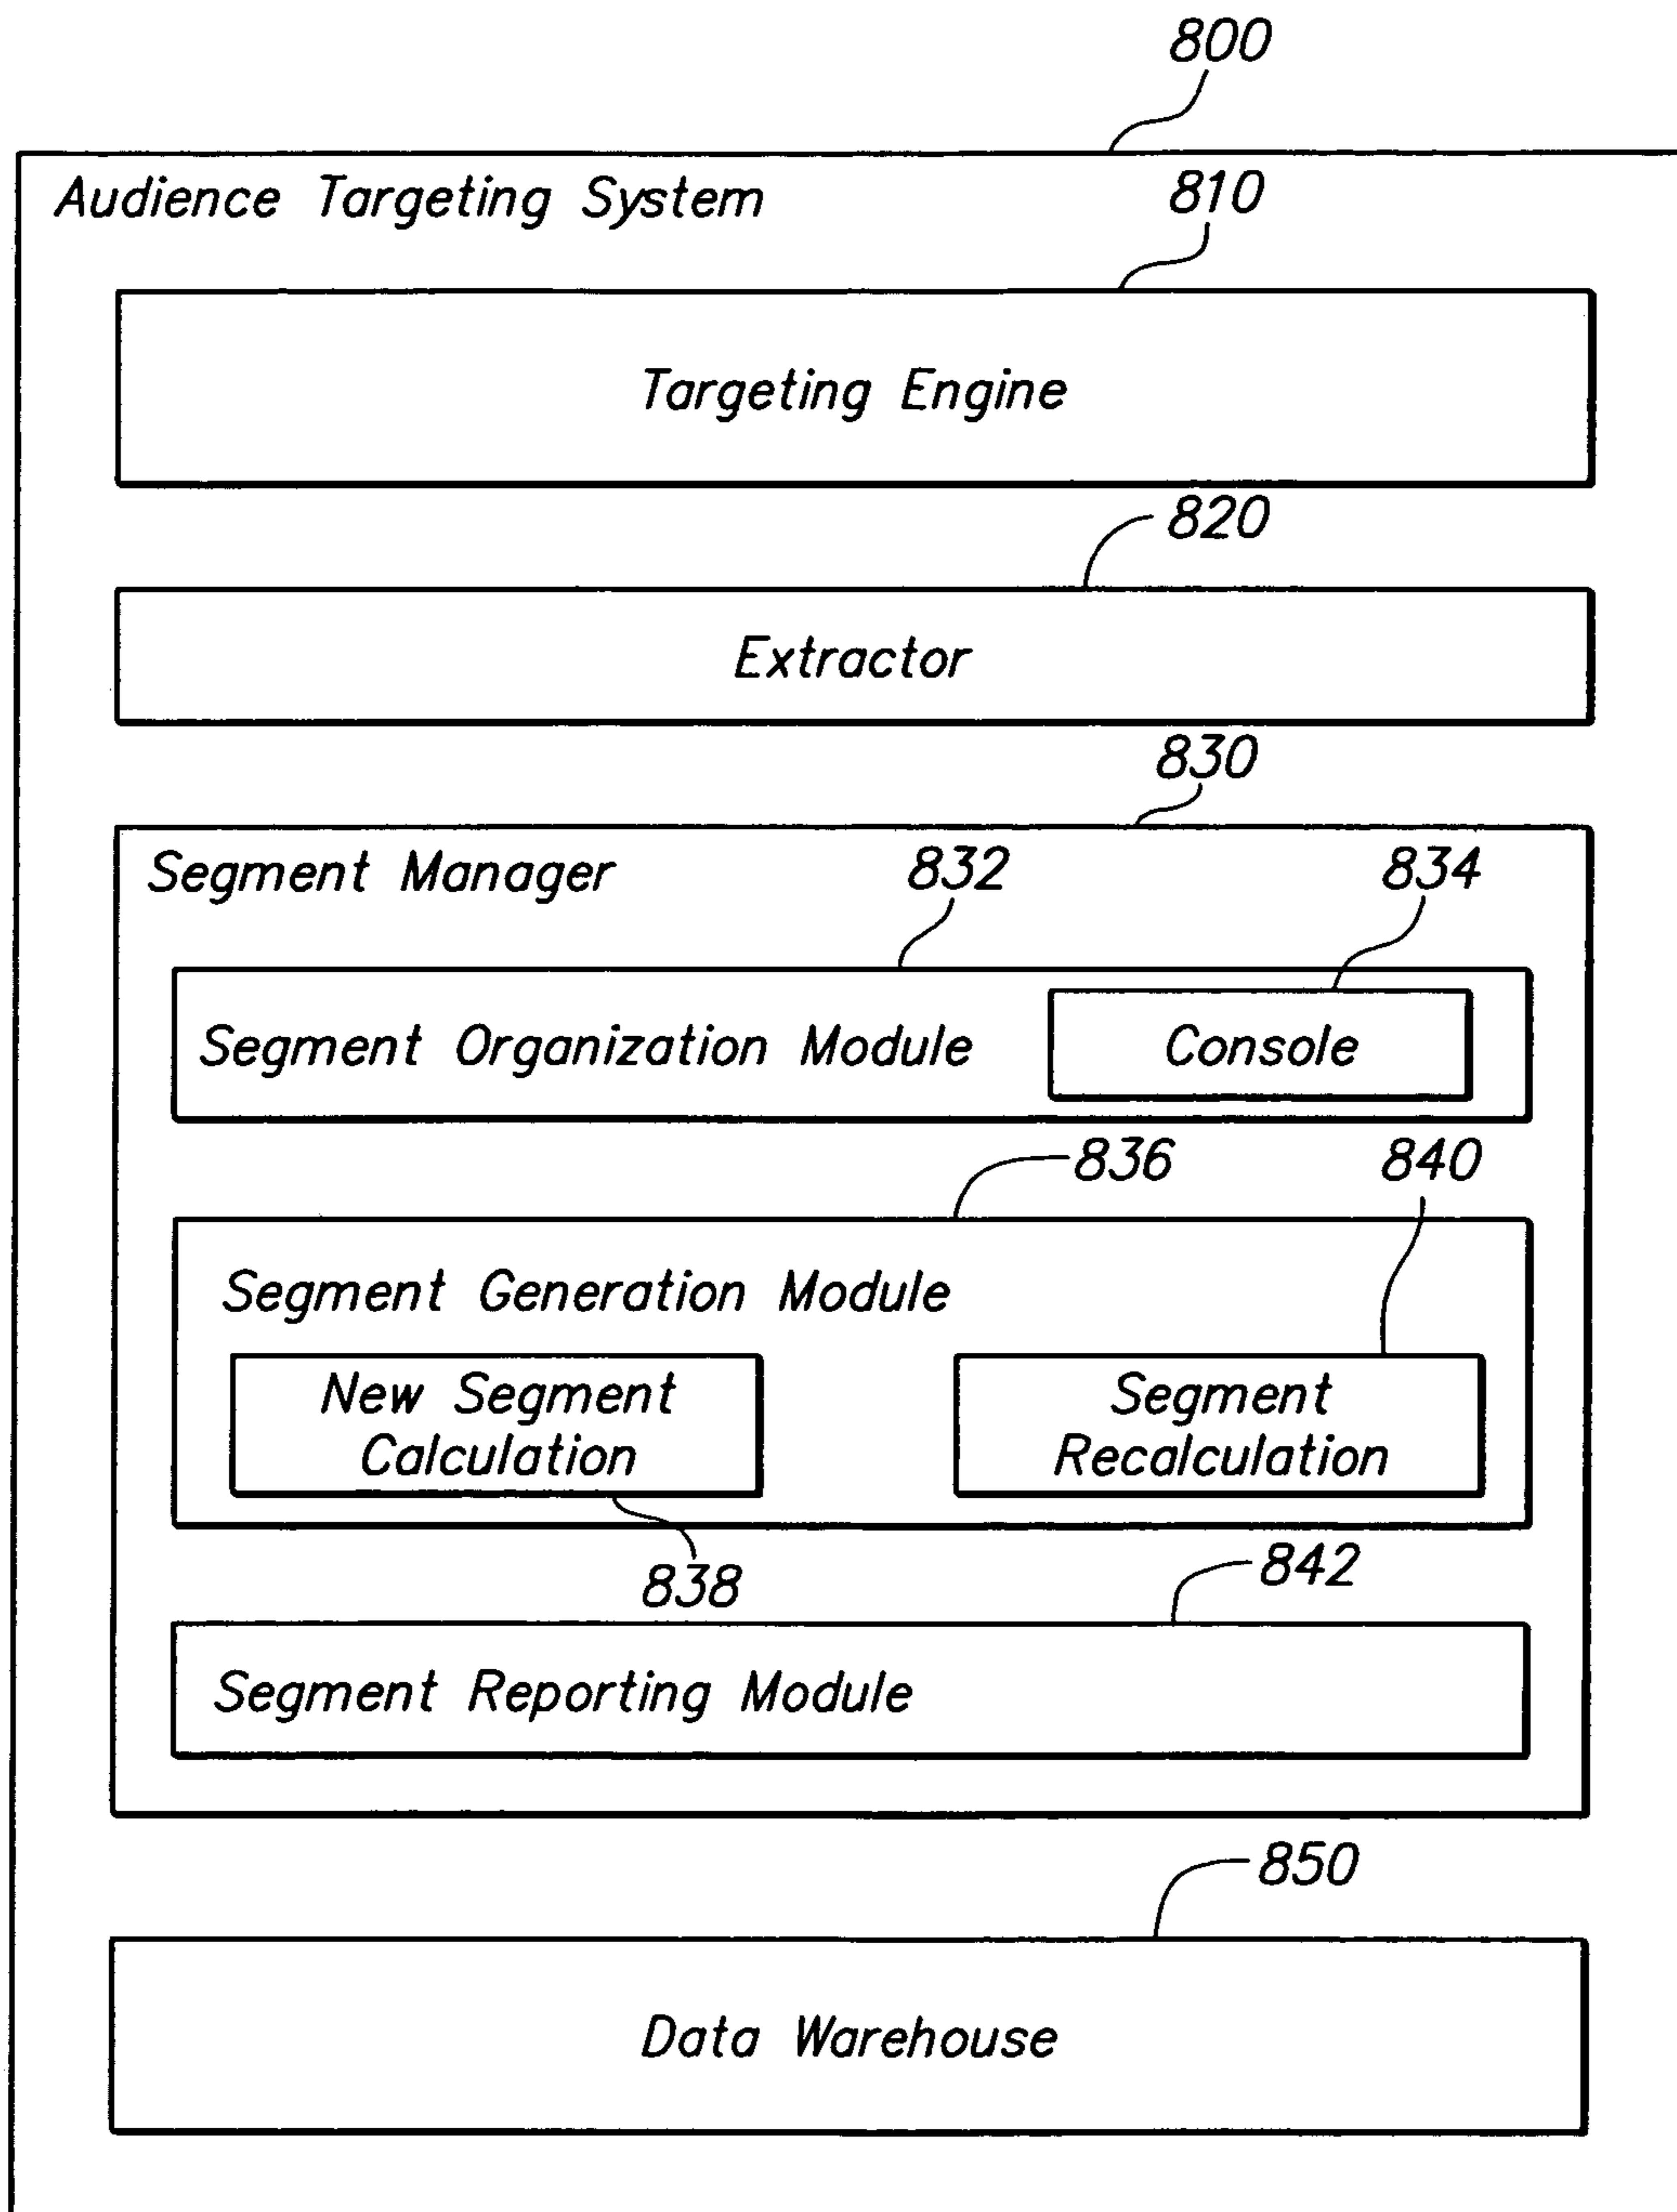 800
Audience Targeting System
810
Targeting Engine
820
Extractor
830
Segment Manager
832
834
Segment Organization Module
Console
836
840
Segment Generation Module
New Segment
Calculation
Segment
Recalculation
838
842
Segment Reporting Module
850
Data Warehouse